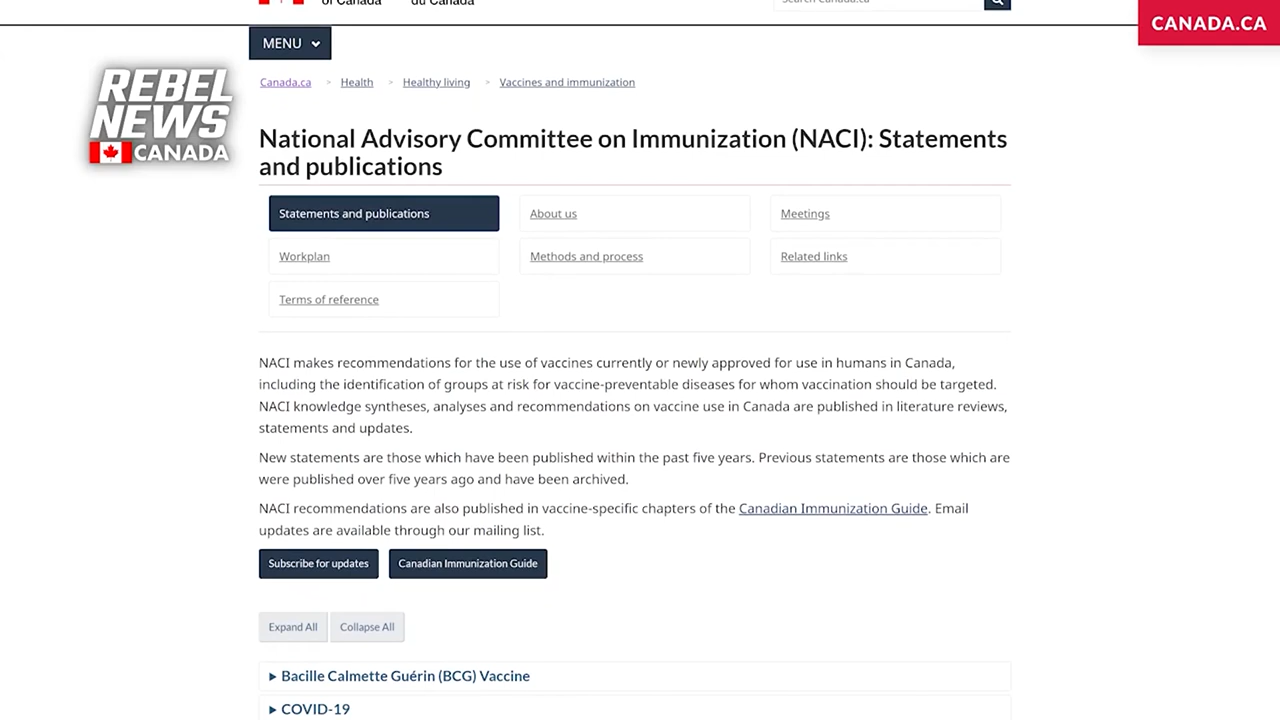 of Canada du Canada
Search Canada.ca
CANADA.CA
MENU
REBEL
NEWS
CANADA
Canada.ca > Health > Healthy living > Vaccines and immunization
National Advisory Committee on Immunization (NACI): Statements
and publications
Statements and publications
About us
Meetings
Workplan
Methods and process
Related links
Terms of reference
NACI makes recommendations for the use of vaccines currently or newly approved for use in humans in Canada,
including the identification of groups at risk for vaccine-preventable diseases for whom vaccination should be targeted.
NACI knowledge syntheses, analyses and recommendations on vaccine use in Canada are published in literature reviews,
statements and updates.
New statements are those which have been published within the past five years. Previous statements are those which are
were published over five years ago and have been archived.
NACI recommendations are also published in vaccine-specific chapters of the Canadian Immunization Guide. Email
updates are available through our mailing list.
Subscribe for updates
Canadian Immunization Guide
Expand All
Collapse All
Bacille Calmette Guérin (BCG) Vaccine
COVID-19